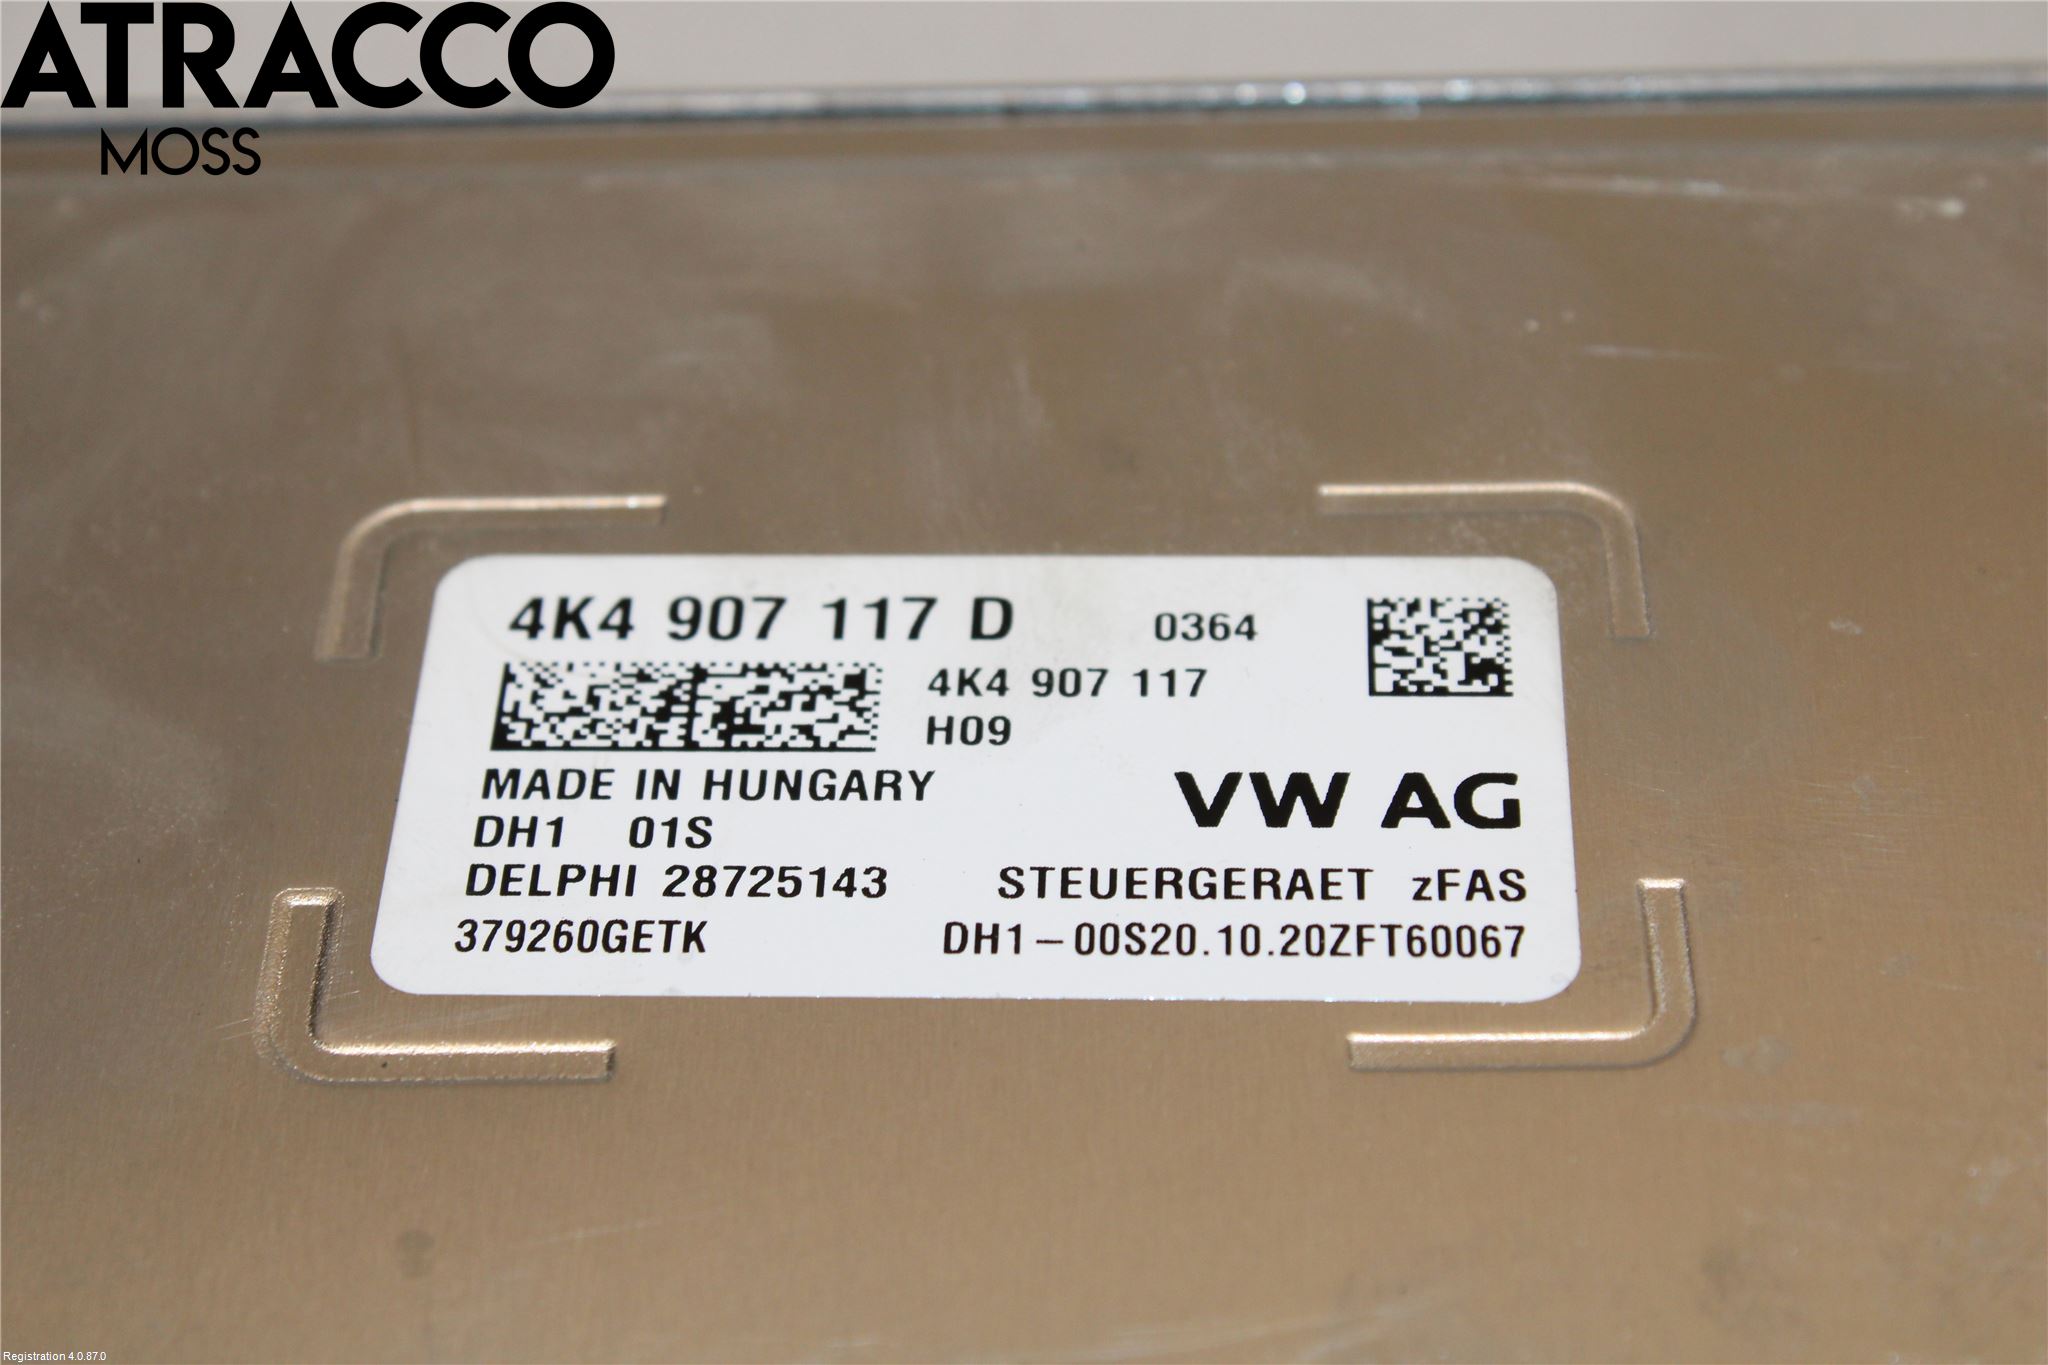 ATRACCO
MOSS
4K4 907 117 D 0364
4K4 907 117
H09
MADE IN HUNGARY
VW AG
DH1 01S
DELPHI 28725143 STEUERGERAET zFAS
379260GETK DH1-00S20.10.20ZFT60067
Registration 4.0.87.0